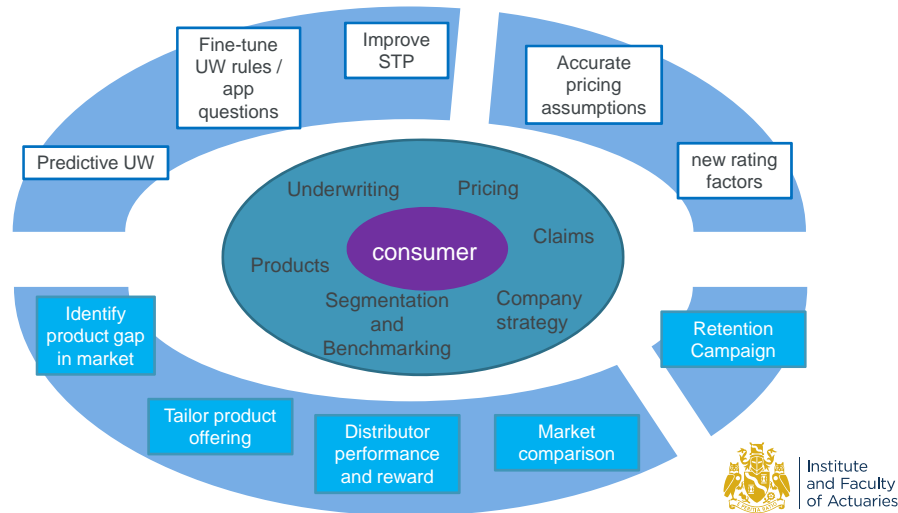 Fine-tune
UW rules /
app
questions
Improve
STP
Accurate
pricing
assumptions
Predictive UW
new rating
factors
Underwriting
Pricing
consumer
Claims
Products
Segmentation
and
Benchmarking
Company
strategy
Identify
product gap
in market
Retention
Campaign
Tailor product
offering
Distributor
performance
and reward
Market
comparison
Institute
and Faculty
of Actuaries